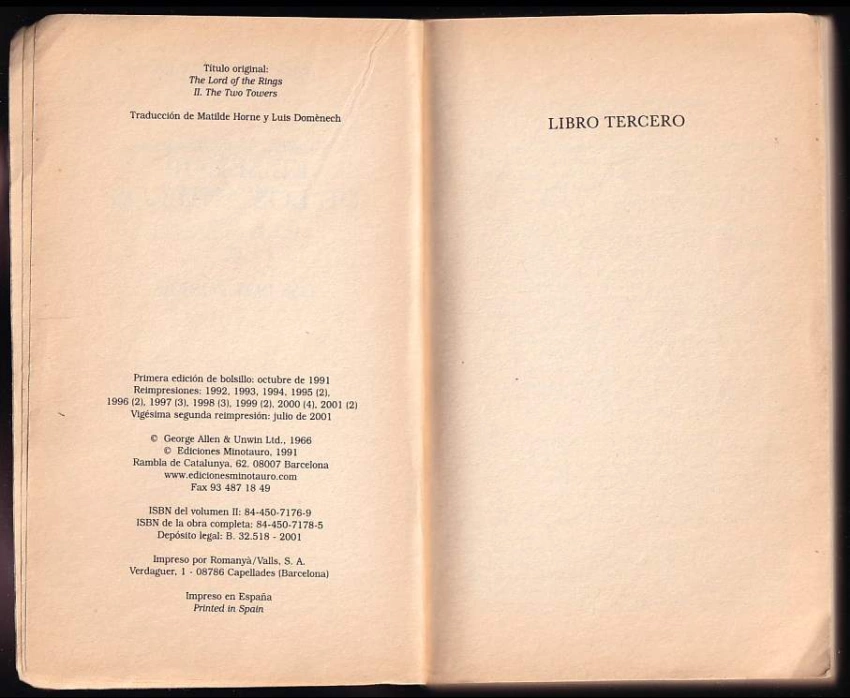 Título original:
The Lord of the Rings
II. The Two Towers
Traducción de Matilde Horne y Luis Domènech
Primera edición de bolsillo: octubre de 1991
Reimpresiones: 1992, 1993, 1994, 1995 (2),
1996 (2), 1997 (3), 1998 (3), 1999 (2), 2000 (4), 2001 (2)
Vigésima segunda reimpresión: julio de 2001
© George Allen & Unwin Ltd., 1966
© Ediciones Minotauro, 1991
Rambla de Catalunya, 62. 08007 Barcelona
www.edicionesminotauro.com
Fax 93 487 18 49
ISBN del volumen II: 84-450-7176-9
ISBN de la obra completa: 84-450-7178-5
Depósito legal: B. 32.518 - 2001
Impreso por Romanyà/Valls, S. A.
Verdaguer, 1 - 08786 Capellades (Barcelona)
Impreso en España
Printed in Spain
LIBRO TERCERO